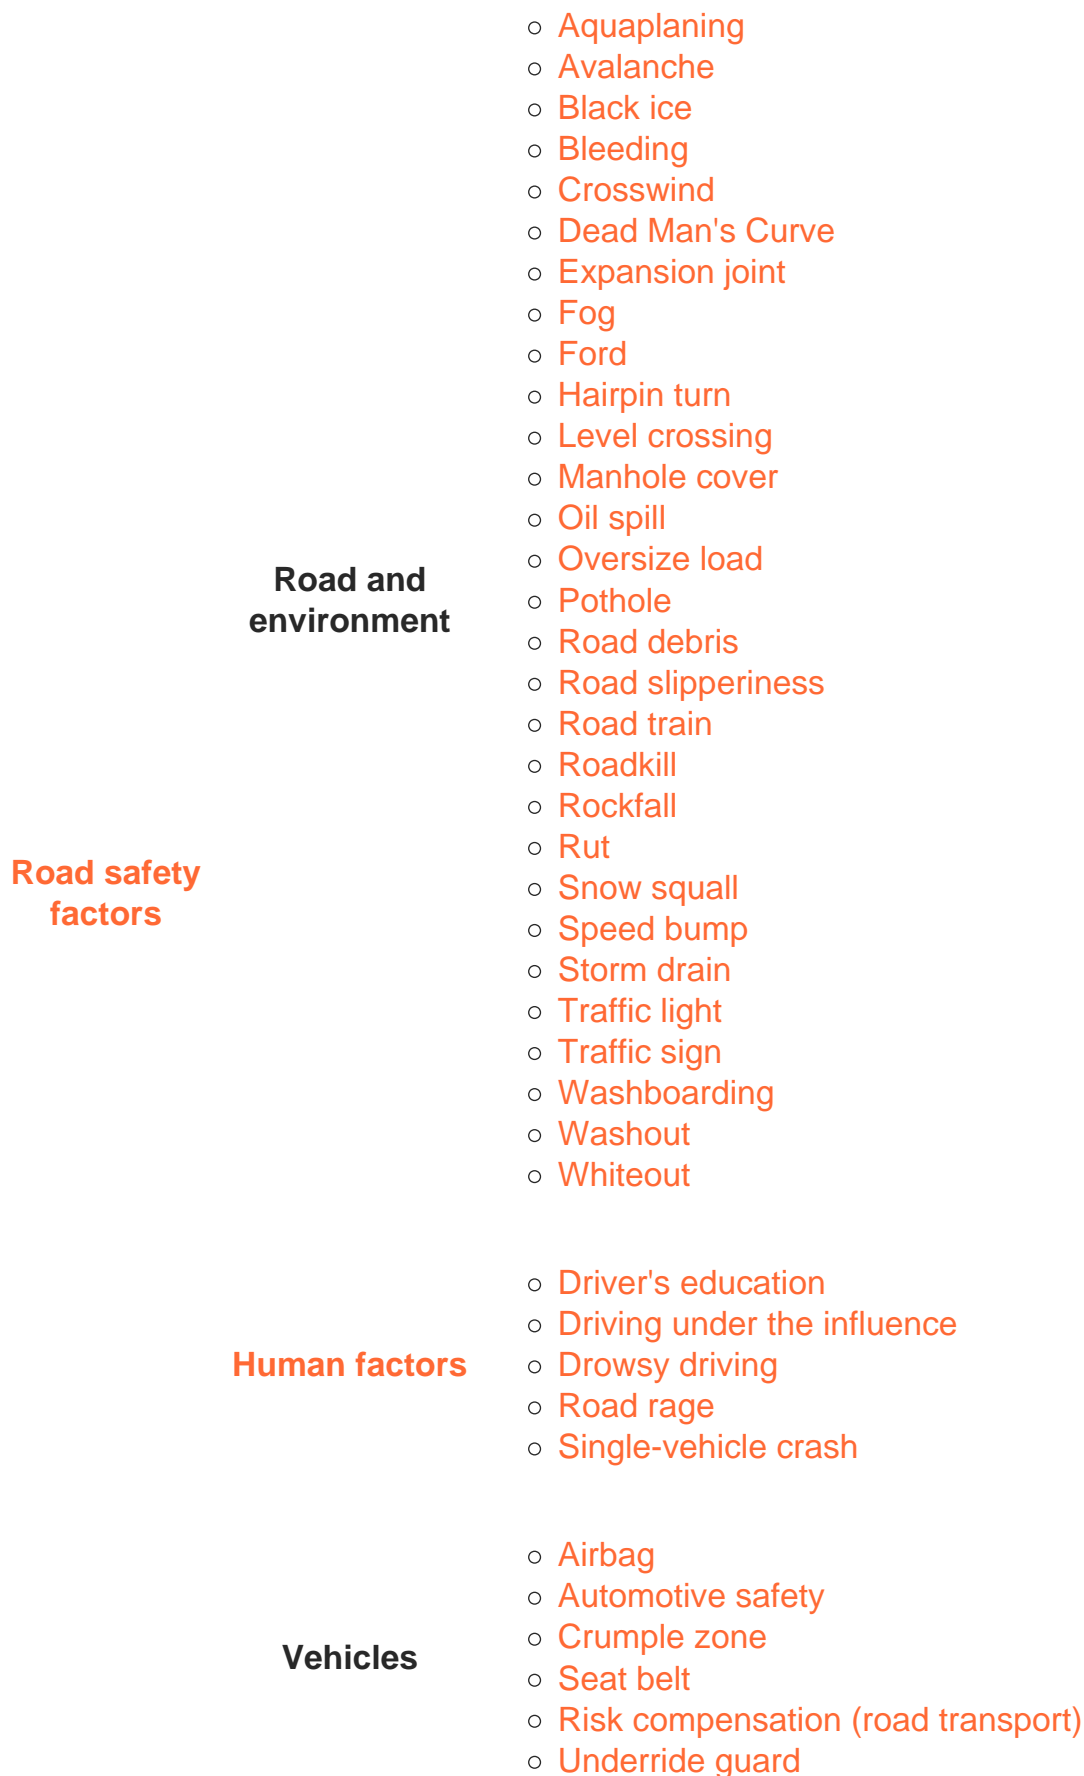 Road safety
factors
Road and
environment
Aquaplaning
Avalanche
Black ice
Bleeding
Crosswind
Dead Man's Curve
Expansion joint
Fog
Ford
Hairpin turn
Level crossing
Manhole cover
Oil spill
Oversize load
Pothole
Road debris
Road slipperiness
Road train
Roadkill
Rockfall
Rut
Snow squall
Speed bump
Storm drain
Traffic light
Traffic sign
Washboarding
Washout
Whiteout
Human factors
Driver's education
Driving under the influence
Drowsy driving
Road rage
Single-vehicle crash
Vehicles
Airbag
Automotive safety
Crumple zone
Seat belt
Risk compensation (road transport)
Underride guard